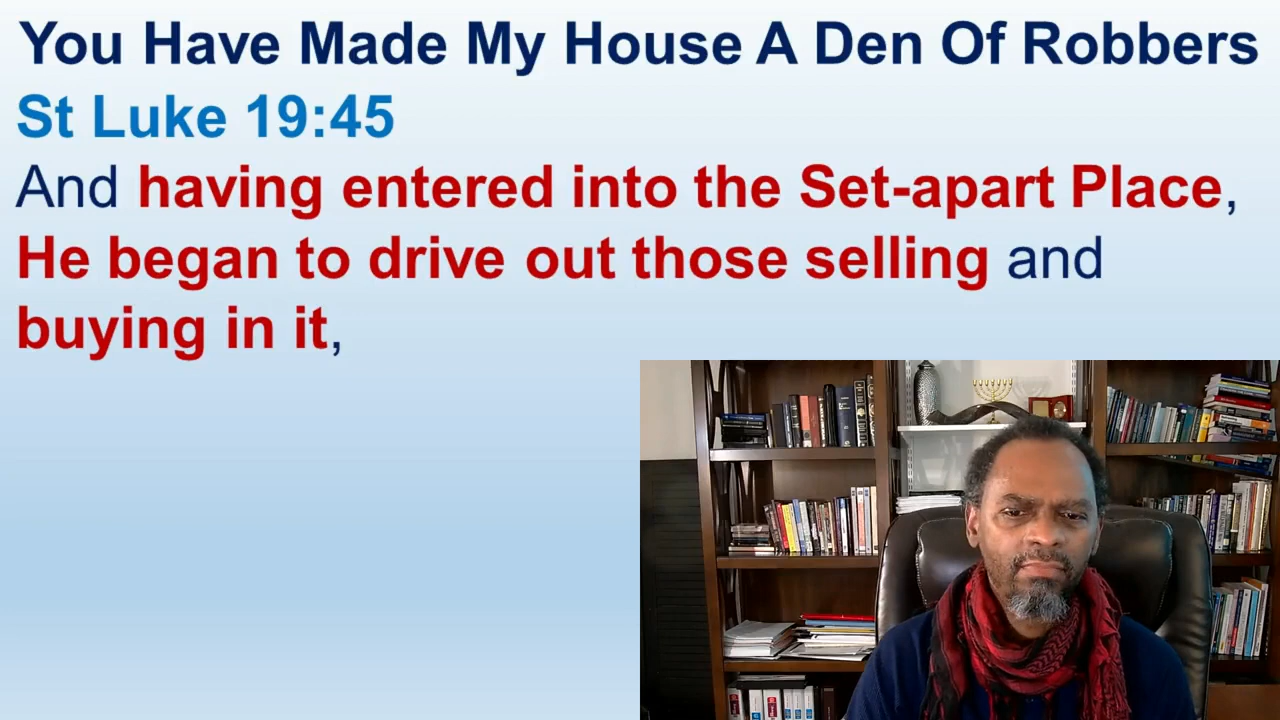 You Have Made My House A Den Of Robbers
St Luke 19:45
And having entered into the Set-apart Place,
He began to drive out those selling and
buying in it,